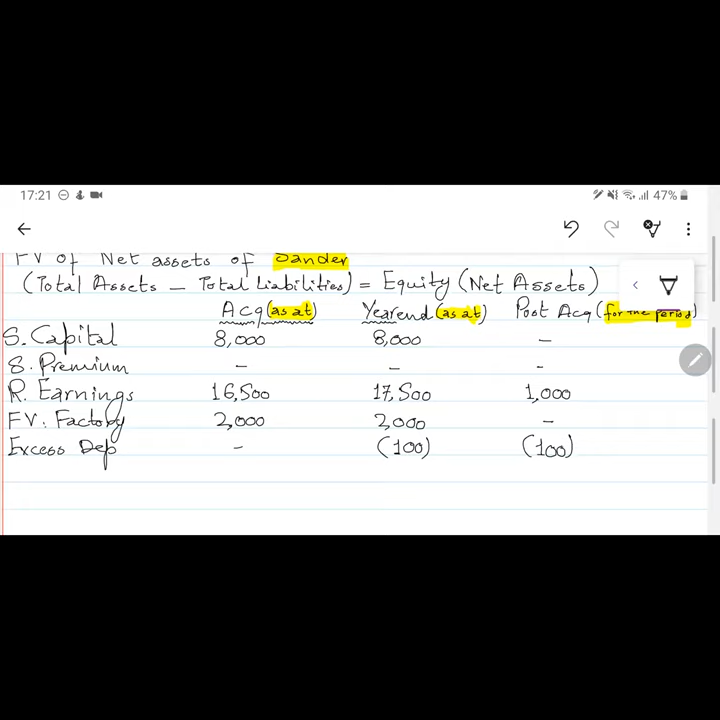 17:21 47%
FV of Net assets of Sander
(Total Assets - Total Liabilities) = Equity (Net Assets)
Acq (as at) Yearend (as at) Post Acq (for the period)
S. Capital 8,000 8,000 -
S. Premium - - -
R. Earnings 16,500 17,500 1,000
FV: Factory 2,000 2,000 -
Excess Dep - (100) (100)